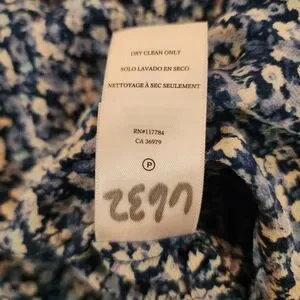 DRY CLEAN ONLY
SOLO LAVADO EN SECO
NETTOYAGE À SEC SEULEMENT
RN#117784
CA 36979
P